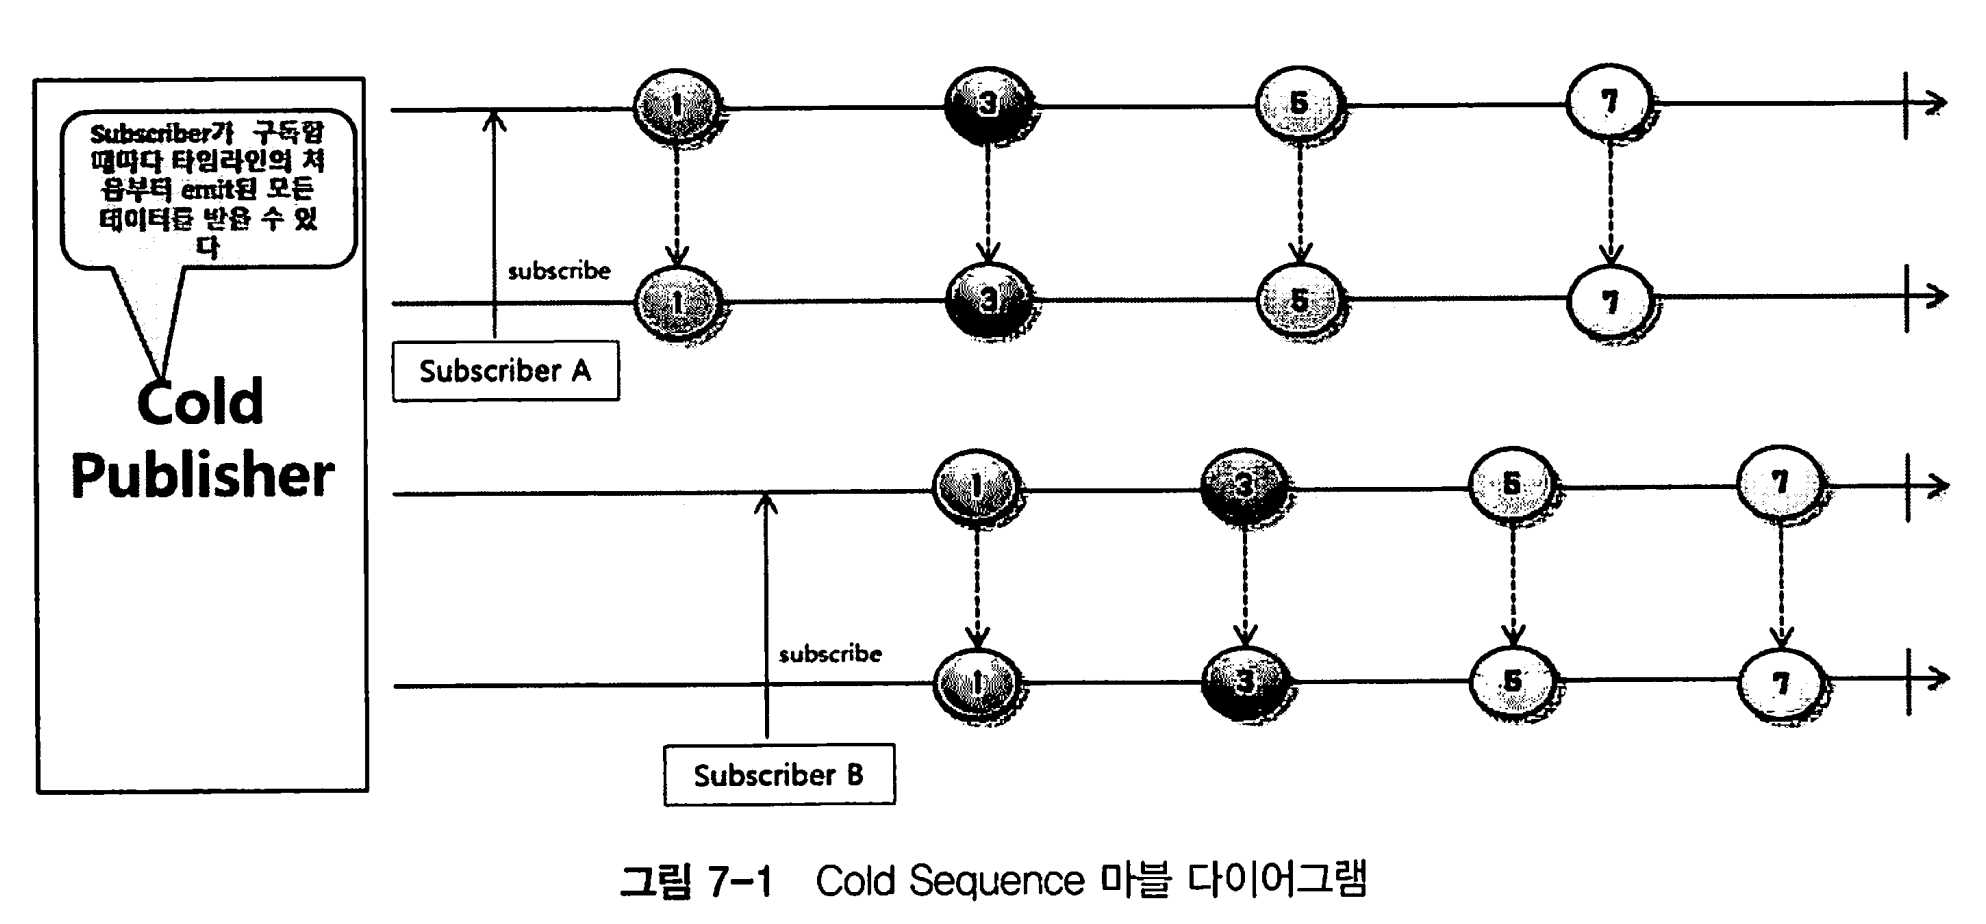 Subscriber가 구독할
때마다 타임라인의 처
음부터 emit된 모든
데이터를 받을 수 있
다
Cold
Publisher
1 3 5 7
subscribe
1 3 5 7
Subscriber A
1 3 5 7
subscribe
1 3 5 7
Subscriber B
그림 7-1 Cold Sequence 마블 다이어그램